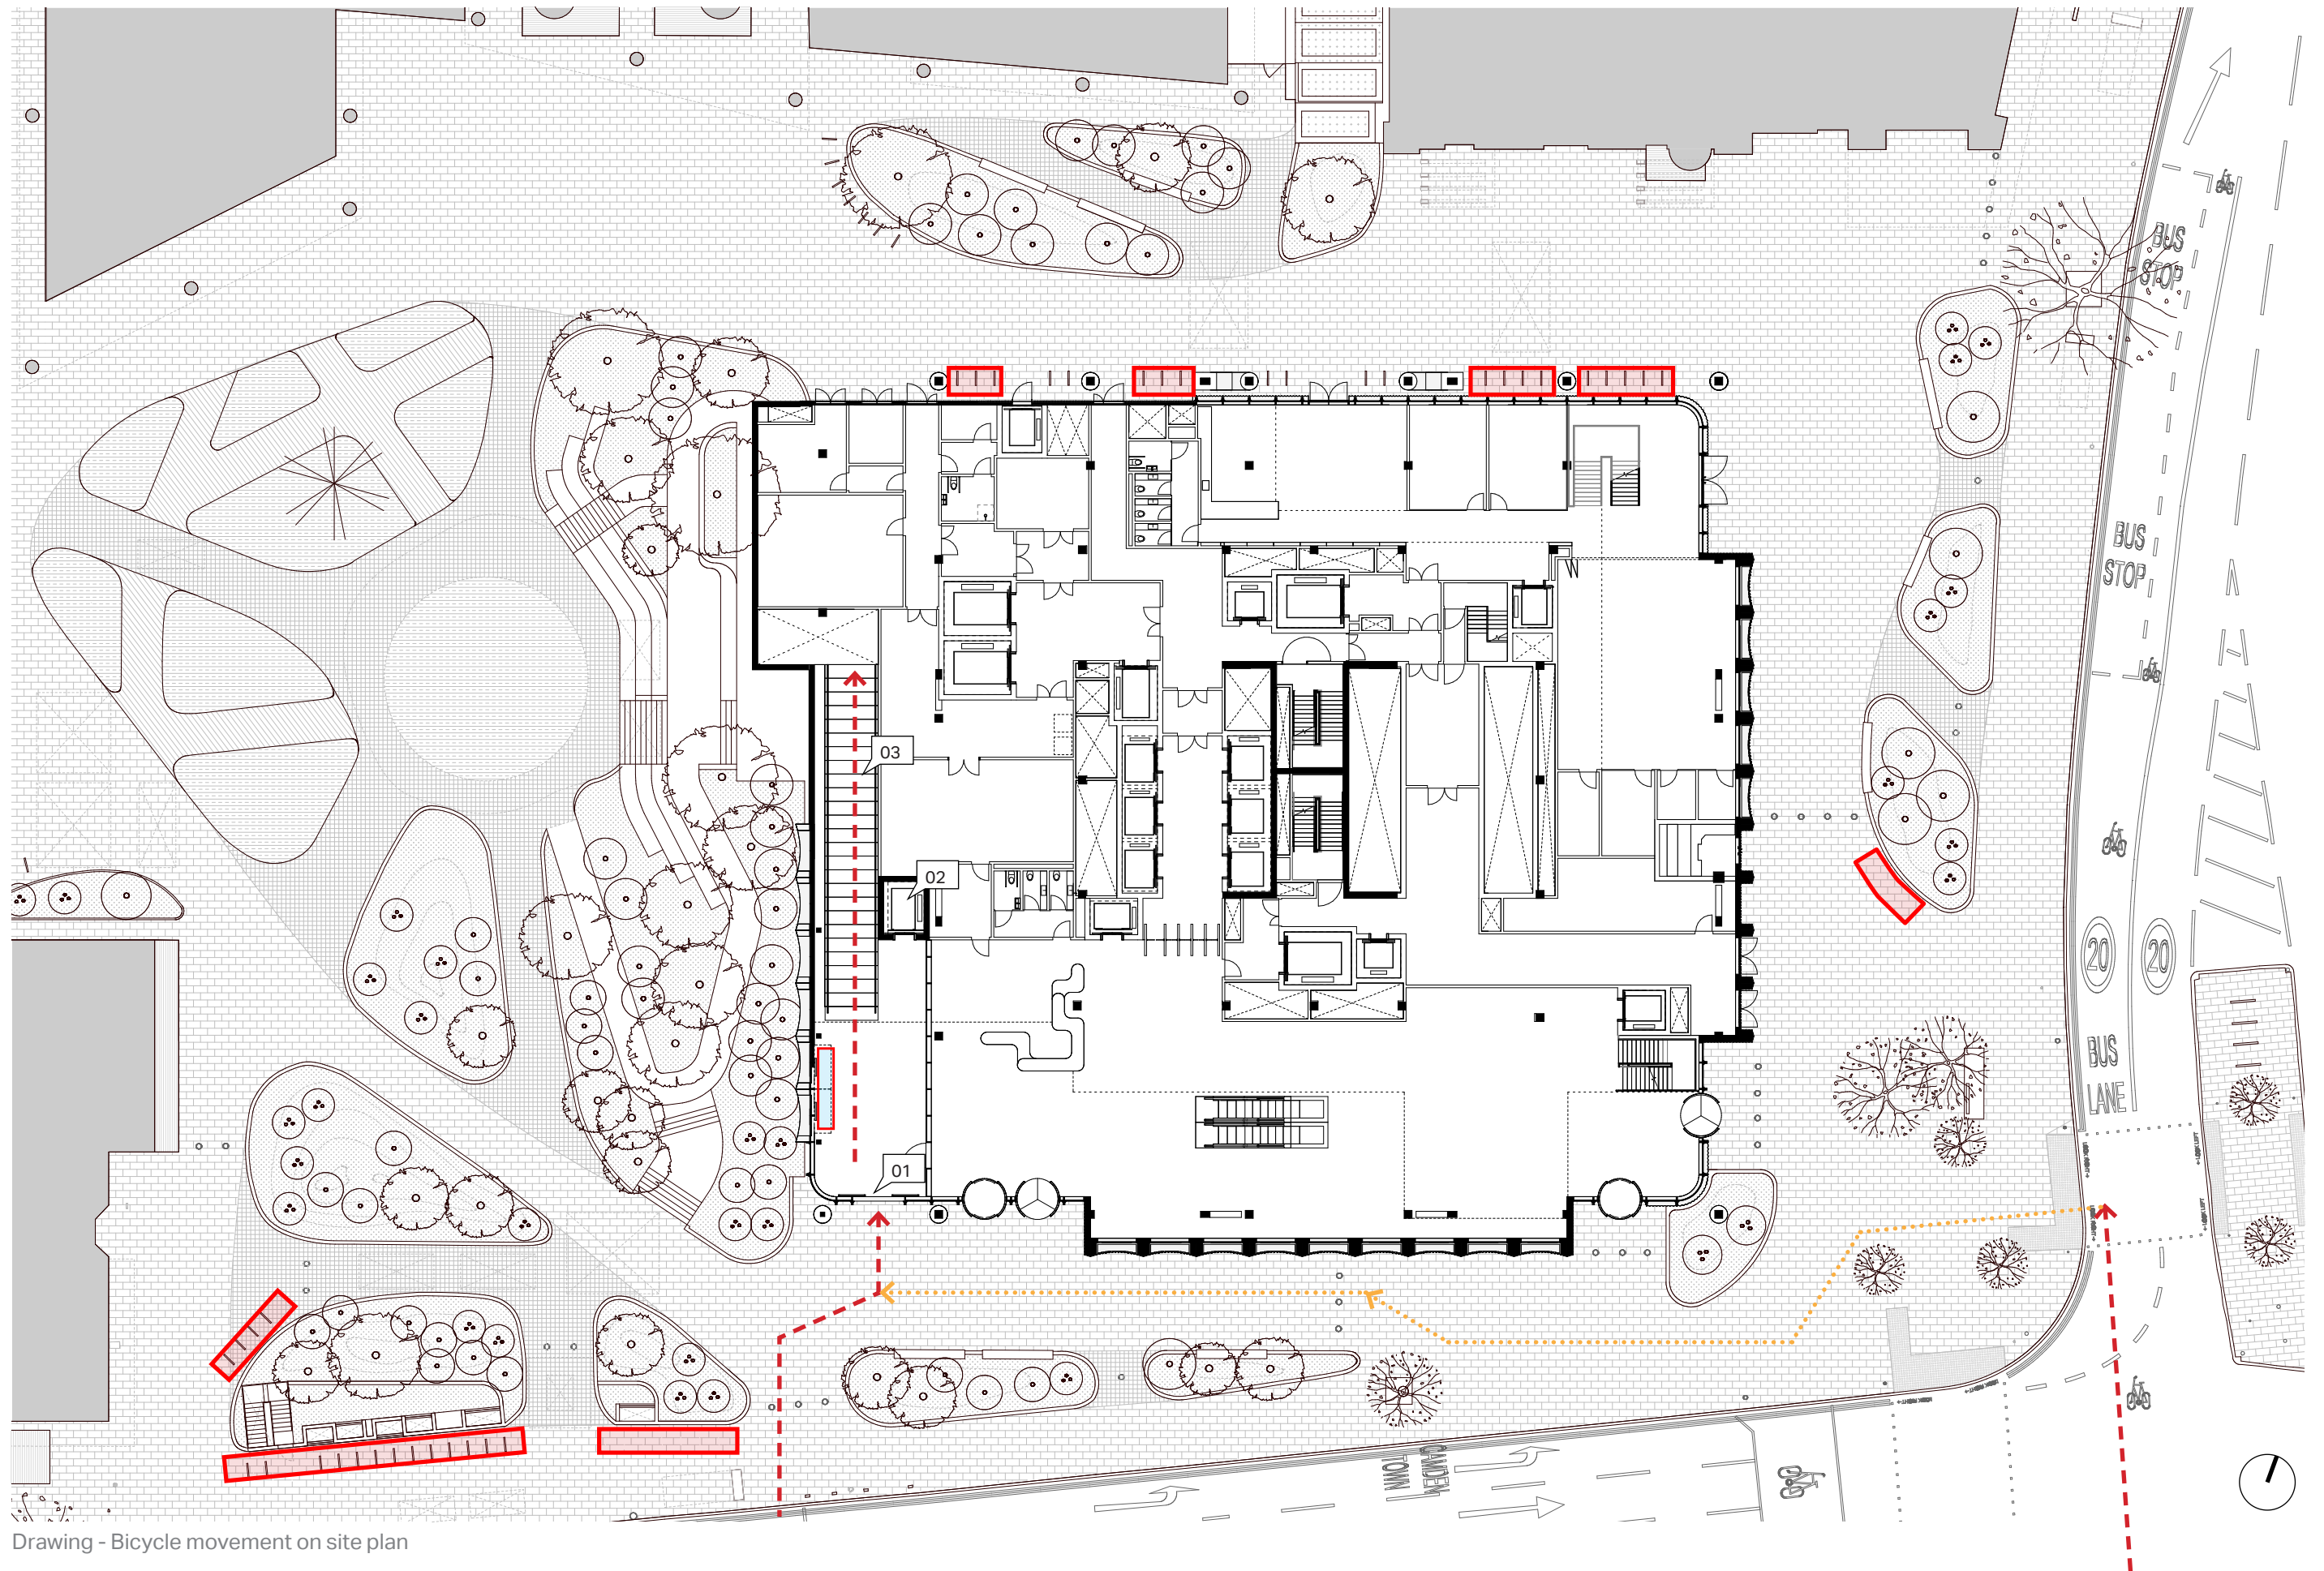 BUS
STOP
BUS
STOP
03
02
20
20
BUS
LANE
01
CAMDEN
TOWN
Drawing - Bicycle movement on site plan